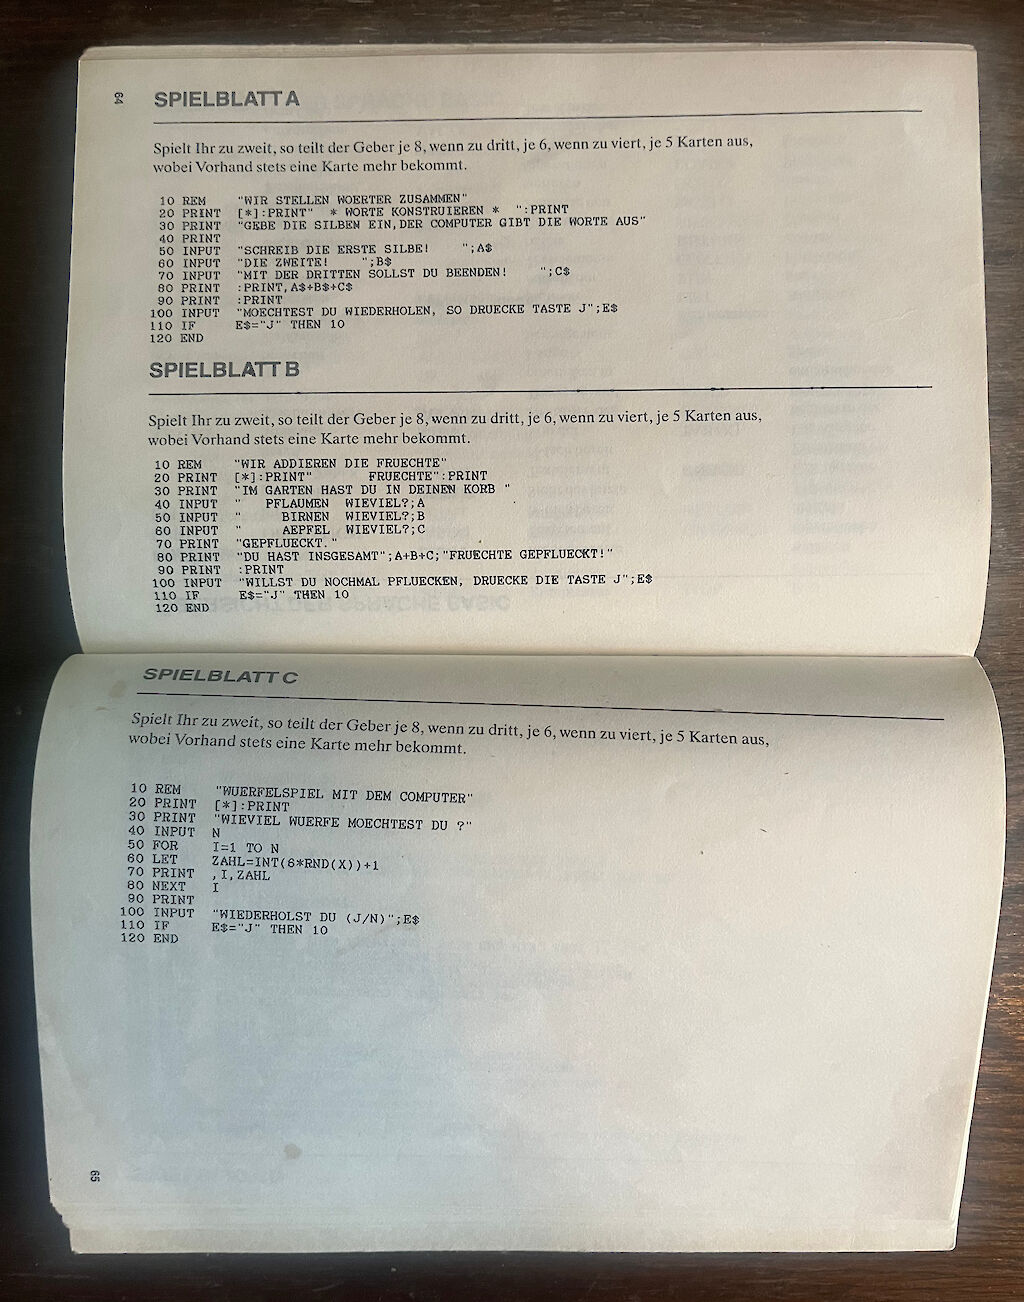 64
SPIELBLATT A
Spielt Ihr zu zweit, so teilt der Geber je 8, wenn zu dritt, je 6, wenn zu viert, je 5 Karten aus,
wobei Vorhand stets eine Karte mehr bekommt.
10 REM "WIR STELLEN WOERTER ZUSAMMEN"
20 PRINT [*]:PRINT" * WORTE KONSTRUIEREN * ":PRINT
30 PRINT "GEBE DIE SILBEN EIN,DER COMPUTER GIBT DIE WORTE AUS"
40 PRINT
50 INPUT "SCHREIB DIE ERSTE SILBE! ";A$
60 INPUT "DIE ZWEITE! ";B$
70 INPUT "MIT DER DRITTEN SOLLST DU BEENDEN! ";C$
80 PRINT :PRINT,A$+B$+C$
90 PRINT :PRINT
100 INPUT "MOECHTEST DU WIEDERHOLEN, SO DRUECKE TASTE J";E$
110 IF E$="J" THEN 10
120 END
SPIELBLATT B
Spielt Ihr zu zweit, so teilt der Geber je 8, wenn zu dritt, je 6, wenn zu viert, je 5 Karten aus,
wobei Vorhand stets eine Karte mehr bekommt.
10 REM "WIR ADDIEREN DIE FRUECHTE"
20 PRINT [*]:PRINT" FRUECHTE":PRINT
30 PRINT "IM GARTEN HAST DU IN DEINEN KORB "
40 INPUT " PFLAUMEN WIEVIEL?;A
50 INPUT " BIRNEN WIEVIEL?;B
60 INPUT " AEPFEL WIEVIEL?;C
70 PRINT "GEPFLUECKT."
80 PRINT "DU HAST INSGESAMT";A+B+C;"FRUECHTE GEPFLUECKT!"
90 PRINT :PRINT
100 INPUT "WILLST DU NOCHMAL PFLUECKEN, DRUECKE DIE TASTE J";E$
110 IF E$="J" THEN 10
120 END
SPIELBLATT C
Spielt Ihr zu zweit, so teilt der Geber je 8, wenn zu dritt, je 6, wenn zu viert, je 5 Karten aus,
wobei Vorhand stets eine Karte mehr bekommt.
10 REM "WUERFELSPIEL MIT DEM COMPUTER"
20 PRINT [*]:PRINT
30 PRINT "WIEVIEL WUERFE MOECHTEST DU ?"
40 INPUT N
50 FOR I=1 TO N
60 LET ZAHL=INT(6*RND(X))+1
70 PRINT ,I,ZAHL
80 NEXT I
90 PRINT
100 INPUT "WIEDERHOLST DU (J/N)";E$
110 IF E$="J" THEN 10
120 END
65